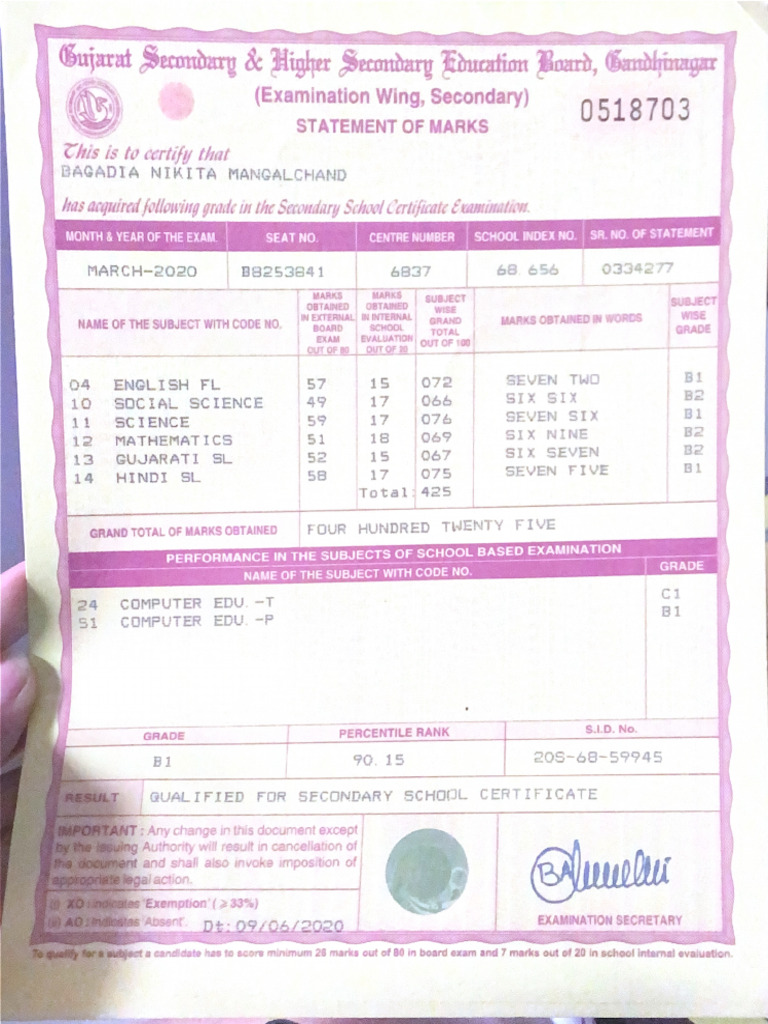 Gujarat Secondary & Higher Secondary Education Board, Gandhinagar
(Examination Wing, Secondary)
0518703
STATEMENT OF MARKS
This is to certify that
BAGADIA NIKITA MANGALCHAND
has acquired following grade in the Secondary School Certificate Examination.
MONTH & YEAR OF THE EXAM. SEAT NO. CENTRE NUMBER SCHOOL INDEX NO. SR. NO. OF STATEMENT
MARCH-2020 B8253841 6837 68.656 0334277
NAME OF THE SUBJECT WITH CODE NO. MARKS OBTAINED IN EXTERNAL BOARD EXAM OUT OF 80 MARKS OBTAINED IN INTERNAL SCHOOL EVALUATION OUT OF 20 SUBJECT WISE GRAND TOTAL OUT OF 100 MARKS OBTAINED IN WORDS SUBJECT WISE GRADE
04 ENGLISH FL 57 15 072 SEVEN TWO B1
10 SOCIAL SCIENCE 49 17 066 SIX SIX B2
11 SCIENCE 59 17 076 SEVEN SIX B1
12 MATHEMATICS 51 18 069 SIX NINE B2
13 GUJARATI SL 52 15 067 SIX SEVEN B2
14 HINDI SL 58 17 075 SEVEN FIVE B1
Total: 425
GRAND TOTAL OF MARKS OBTAINED FOUR HUNDRED TWENTY FIVE
PERFORMANCE IN THE SUBJECTS OF SCHOOL BASED EXAMINATION
NAME OF THE SUBJECT WITH CODE NO. GRADE
24 COMPUTER EDU. -T C1
S1 COMPUTER EDU. -P B1
GRADE PERCENTILE RANK S.I.D. No.
B1 90.15 20S-68-59945
RESULT QUALIFIED FOR SECONDARY SCHOOL CERTIFICATE
IMPORTANT : Any change in this document except
by the issuing Authority will result in cancellation of
the document and shall also invoke imposition of
appropriate legal action.
(i) XO : indicates 'Exemption' (≥33%)
(ii) AO : indicates 'Absent'. Dt: 09/06/2020
EXAMINATION SECRETARY
To qualify for a subject a candidate has to score minimum 26 marks out of 80 in board exam and 7 marks out of 20 in school internal evaluation.